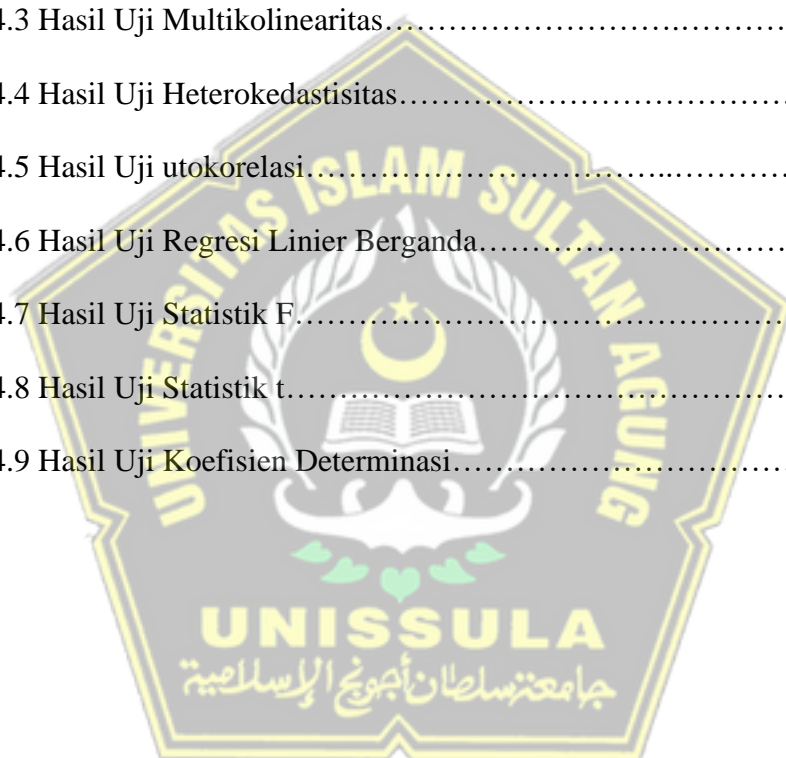 4.3 Hasil Uji Multikolinearitas…………………………….…………
4.4 Hasil Uji Heterokedastisitas……………………………………
4.5 Hasil Uji utokorelasi…………………………………..…………
4.6 Hasil Uji Regresi Linier Berganda………………………………
4.7 Hasil Uji Statistik F………………………………………………
4.8 Hasil Uji Statistik t………………………………………………
4.9 Hasil Uji Koefisien Determinasi…………………………………
UNIVERSITAS ISLAM SULTAN AGUNG
UNISSULA
جامعة سلطان أجونج الإسلامية